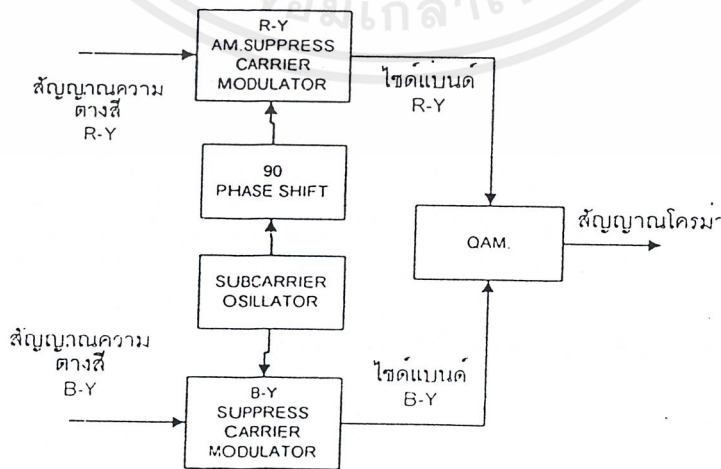 R-Y
AM.SUPPRESS
CARRIER
MODULATOR
สัญญาณความ
ตางสี
R-Y
ไซด์แบนด์
R-Y
90
PHASE SHIFT
QAM.
สัญญาณโครม่า
SUBCARRIER
OSILLATOR
สัญญาณความ
ตางสี
B-Y
ไซด์แบนด์
B-Y
B-Y
SUPPRESS
CARRIER
MODULATOR